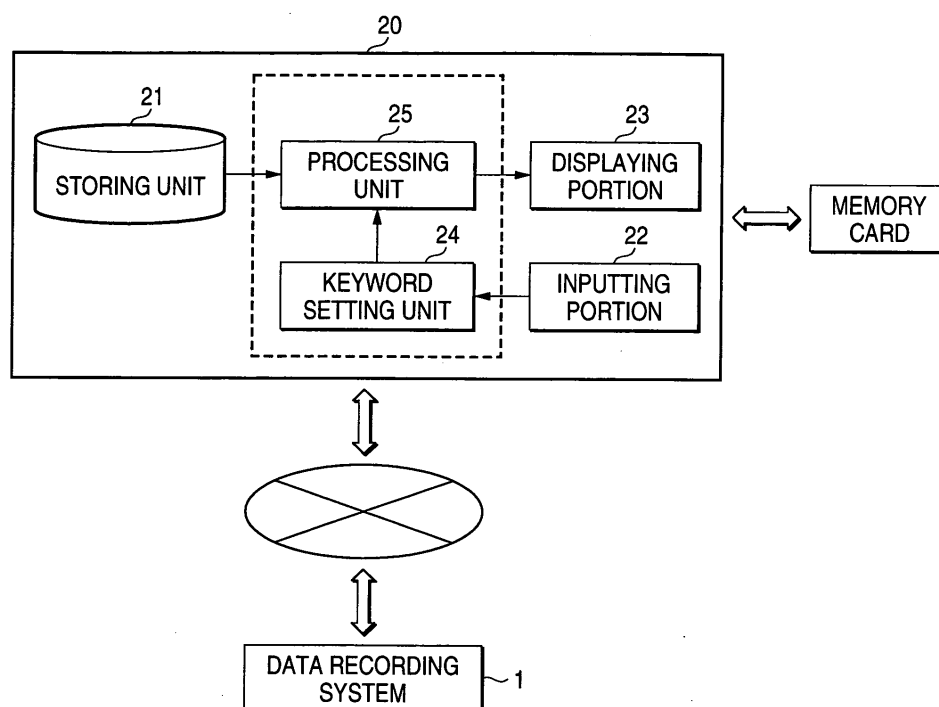 20
21
STORING UNIT
25
PROCESSING
UNIT
23
DISPLAYING
PORTION
24
KEYWORD
SETTING UNIT
22
INPUTTING
PORTION
MEMORY
CARD
DATA RECORDING
SYSTEM
1